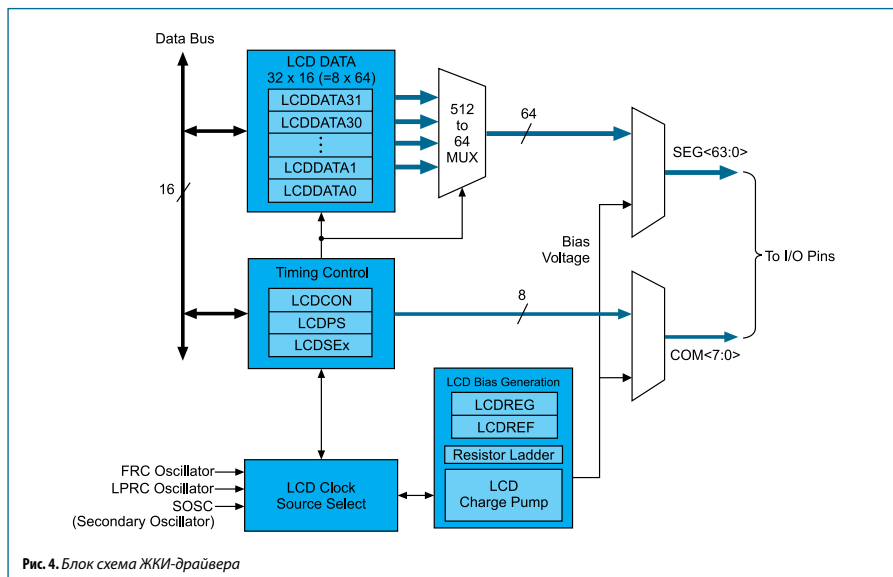 Data Bus
LCD DATA
32 x 16 (=8 x 64)
LCDDATA31
LCDDATA30
⋮
LCDDATA1
LCDDATA0
512
to
64
MUX
64
SEG<63:0>
16
Bias
Voltage
To I/O Pins
Timing Control
LCDCON
LCDPS
LCDSEx
8
COM<7:0>
LCD Bias Generation
LCDREG
LCDREF
Resistor Ladder
LCD
Charge Pump
FRC Oscillator
LPRC Oscillator
SOSC
(Secondary Oscillator)
LCD Clock
Source Select
Рис. 4. Блок схема ЖКИ-драйвера